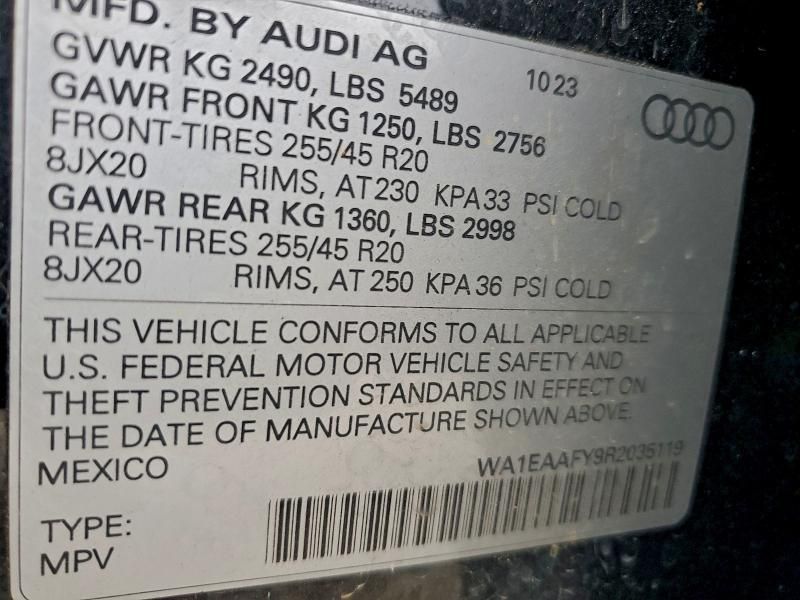 MFD. BY AUDI AG
10 23
GVWR KG 2490, LBS 5489
GAWR FRONT KG 1250, LBS 2756
FRONT-TIRES 255/45 R20
8JX20 RIMS, AT 230 KPA 33 PSI COLD
GAWR REAR KG 1360, LBS 2998
REAR-TIRES 255/45 R20
8JX20 RIMS, AT 250 KPA 36 PSI COLD
THIS VEHICLE CONFORMS TO ALL APPLICABLE
U.S. FEDERAL MOTOR VEHICLE SAFETY AND
THEFT PREVENTION STANDARDS IN EFFECT ON
THE DATE OF MANUFACTURE SHOWN ABOVE.
MEXICO
WA1EAAFY9R2035119
TYPE:
MPV